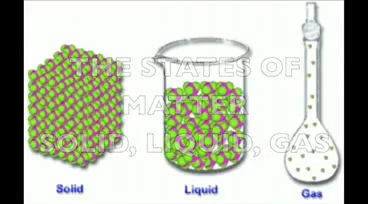 THE STATES OF
MATTER
SOLID, LIQUID, GAS
Solid
Liquid
Gas